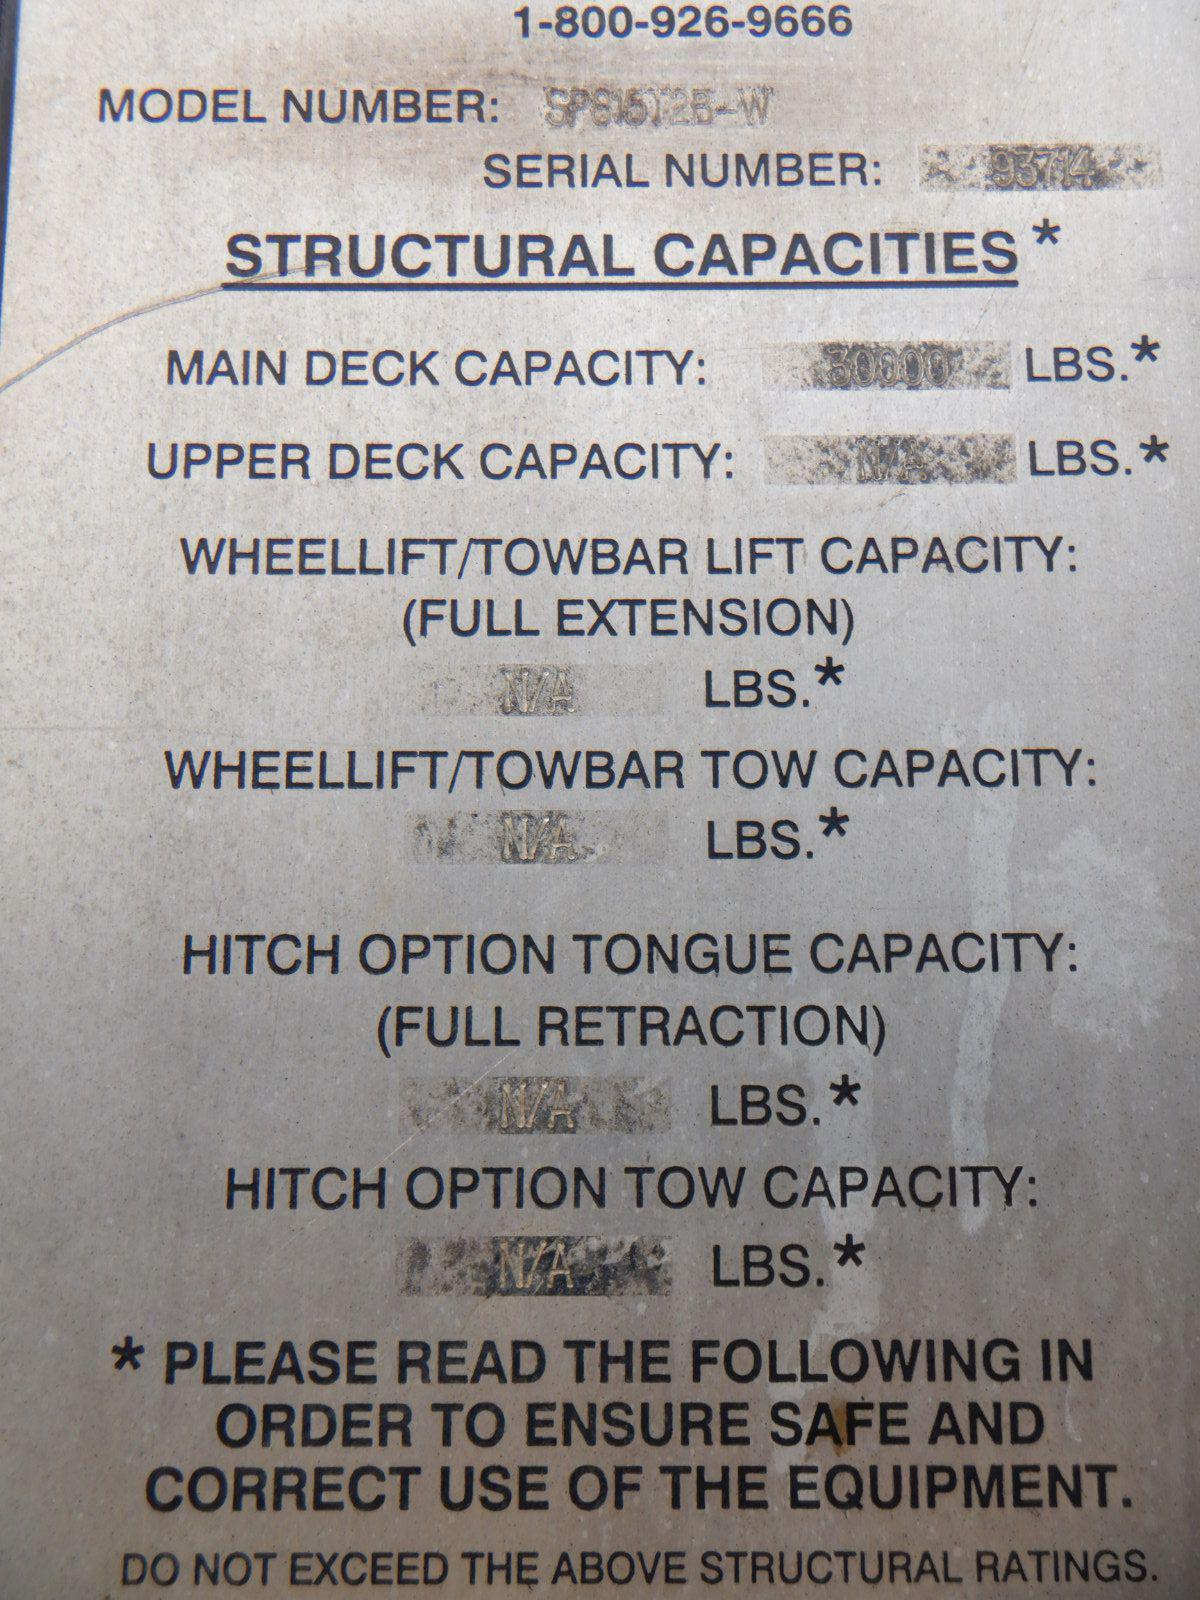 1-800-926-9666
MODEL NUMBER:
SERIAL NUMBER: 93714
STRUCTURAL CAPACITIES*
MAIN DECK CAPACITY: 30000 LBS.*
UPPER DECK CAPACITY: N/A LBS.*
WHEELLIFT/TOWBAR LIFT CAPACITY:
(FULL EXTENSION)
N/A LBS.*
WHEELLIFT/TOWBAR TOW CAPACITY:
N/A LBS.*
HITCH OPTION TONGUE CAPACITY:
(FULL RETRACTION)
N/A LBS.*
HITCH OPTION TOW CAPACITY:
N/A LBS.*
* PLEASE READ THE FOLLOWING IN
ORDER TO ENSURE SAFE AND
CORRECT USE OF THE EQUIPMENT.
DO NOT EXCEED THE ABOVE STRUCTURAL RATINGS.